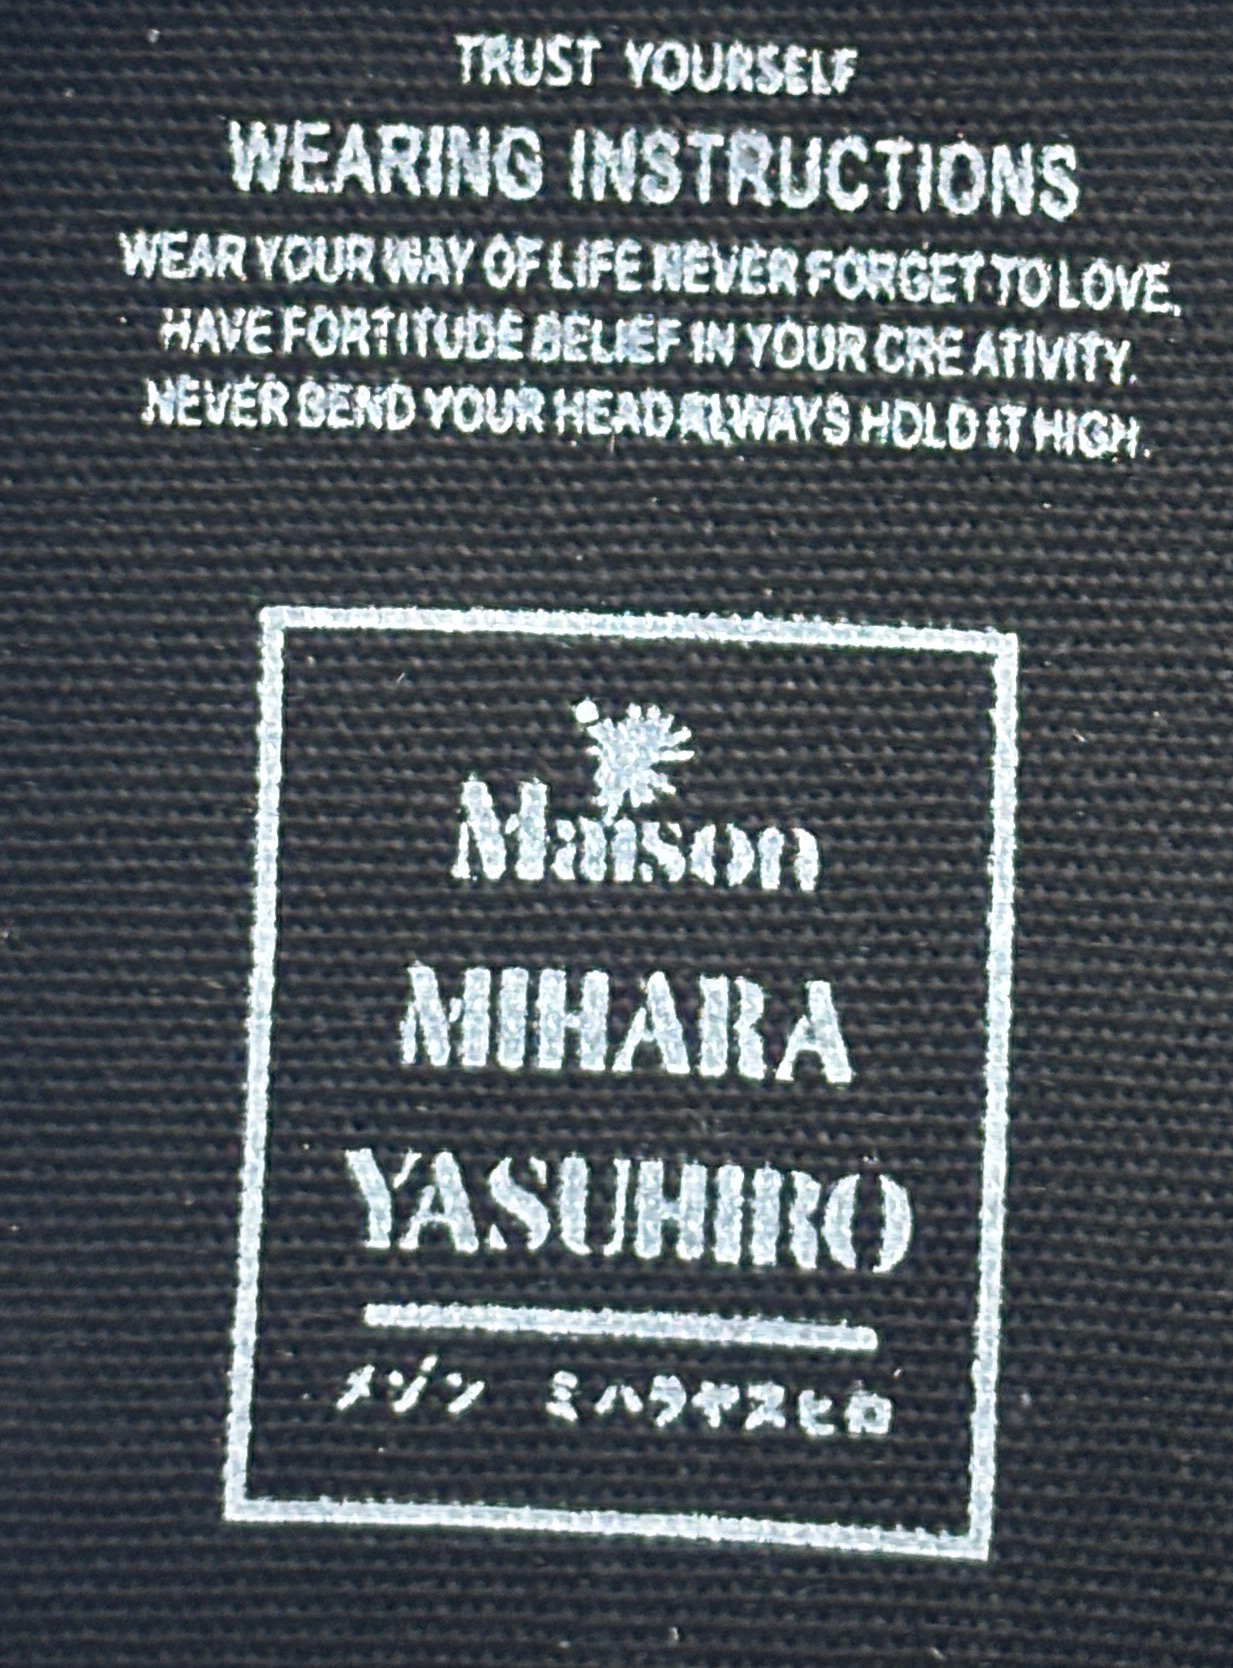 TRUST YOURSELF
WEARING INSTRUCTIONS
WEAR YOUR WAY OF LIFE NEVER FORGET TO LOVE.
HAVE FORTITUDE BELIEF IN YOUR CREATIVITY.
NEVER BEND YOUR HEAD ALWAYS HOLD IT HIGH.
Maison
MIHARA
YASUHIRO
メゾン ミハラヤスヒロ